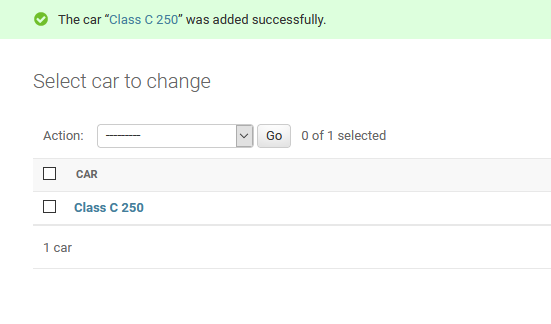 The car “Class C 250” was added successfully.
Select car to change
Action: --------- Go 0 of 1 selected
CAR
Class C 250
1 car